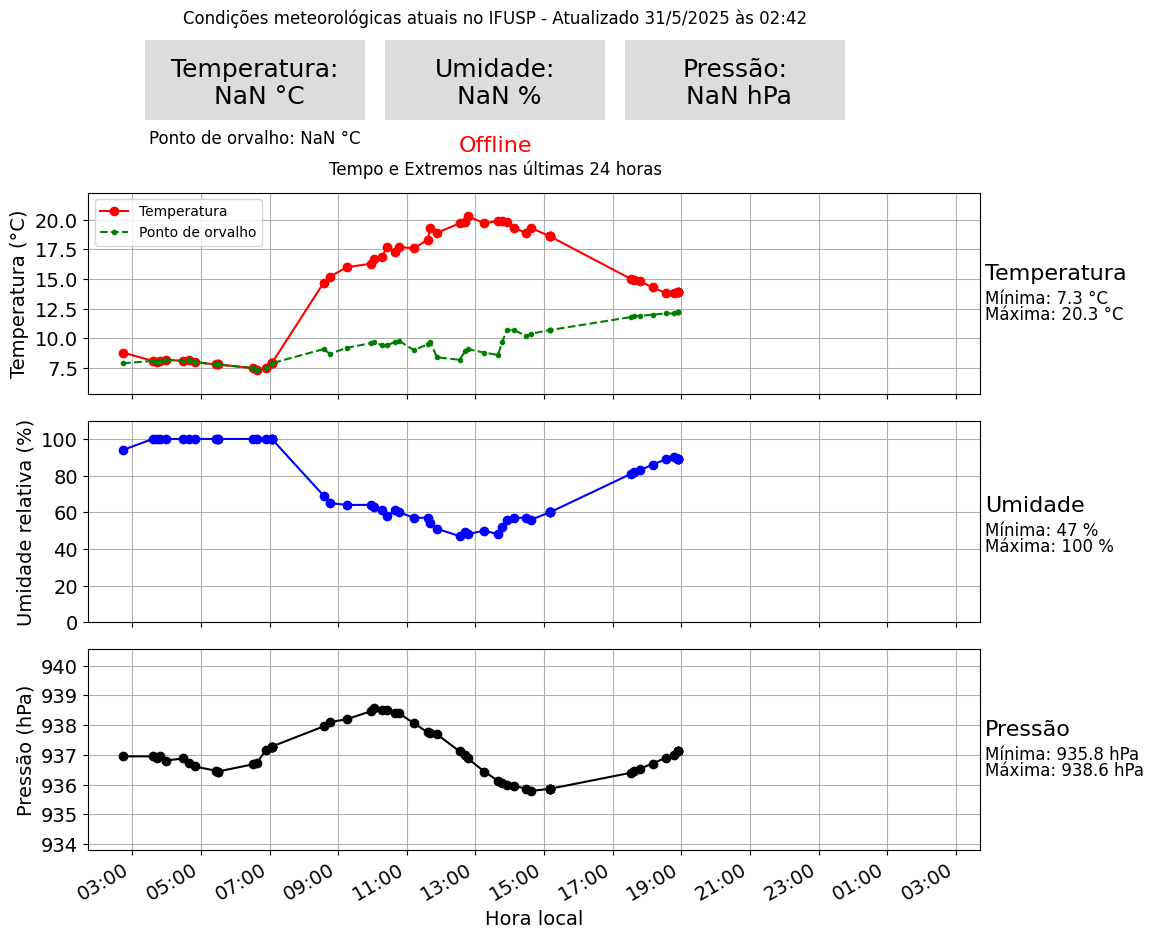 Condições meteorológicas atuais no IFUSP - Atualizado 31/5/2025 às 02:42
Temperatura:
NaN °C
Umidade:
NaN %
Pressão:
NaN hPa
Ponto de orvalho: NaN °C
Offline
Tempo e Extremos nas últimas 24 horas
Temperatura (°C)
20.0
17.5
15.0
12.5
10.0
7.5
Temperatura
Ponto de orvalho
Temperatura
Mínima: 7.3 °C
Máxima: 20.3 °C
Umidade relativa (%)
100
80
60
40
20
0
Umidade
Mínima: 47 %
Máxima: 100 %
Pressão (hPa)
940
939
938
937
936
935
934
Pressão
Mínima: 935.8 hPa
Máxima: 938.6 hPa
03:00
05:00
07:00
09:00
11:00
13:00
15:00
17:00
19:00
21:00
23:00
01:00
03:00
Hora local